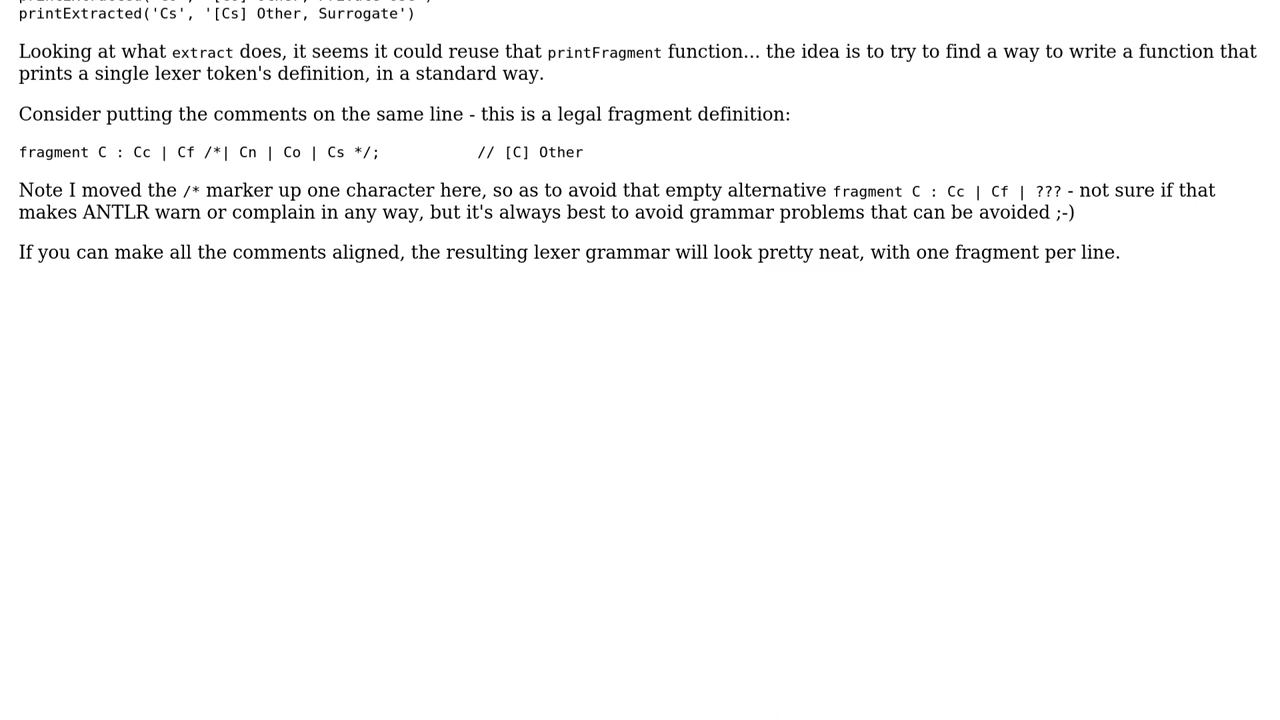 printExtracted('Cs', '[Cs] Other, Surrogate')
Looking at what extract does, it seems it could reuse that printFragment function... the idea is to try to find a way to write a function that
prints a single lexer token's definition, in a standard way.
Consider putting the comments on the same line - this is a legal fragment definition:
fragment C : Cc | Cf /*| Cn | Co | Cs */;           // [C] Other
Note I moved the /* marker up one character here, so as to avoid that empty alternative fragment C : Cc | Cf | ??? - not sure if that
makes ANTLR warn or complain in any way, but it's always best to avoid grammar problems that can be avoided ;-)
If you can make all the comments aligned, the resulting lexer grammar will look pretty neat, with one fragment per line.